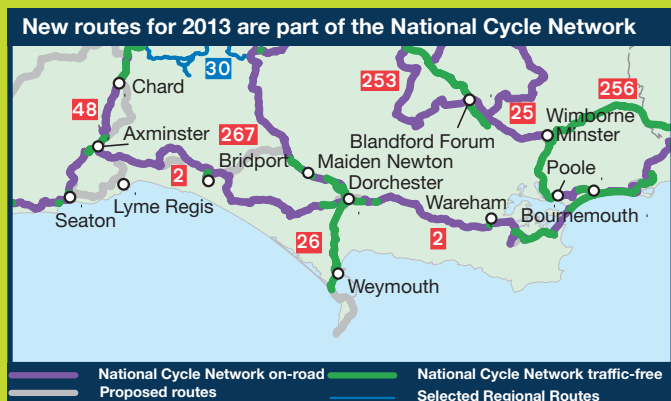 New routes for 2013 are part of the National Cycle Network
30
253
256
Chard
48
25
Wimborne
Minster
Axminster
267
Blandford Forum
Bridport
Maiden Newton
2
Dorchester
Poole
Lyme Regis
Wareham
Seaton
Bournemouth
26
2
Weymouth
National Cycle Network on-road
National Cycle Network traffic-free
Proposed routes
Selected Regional Routes